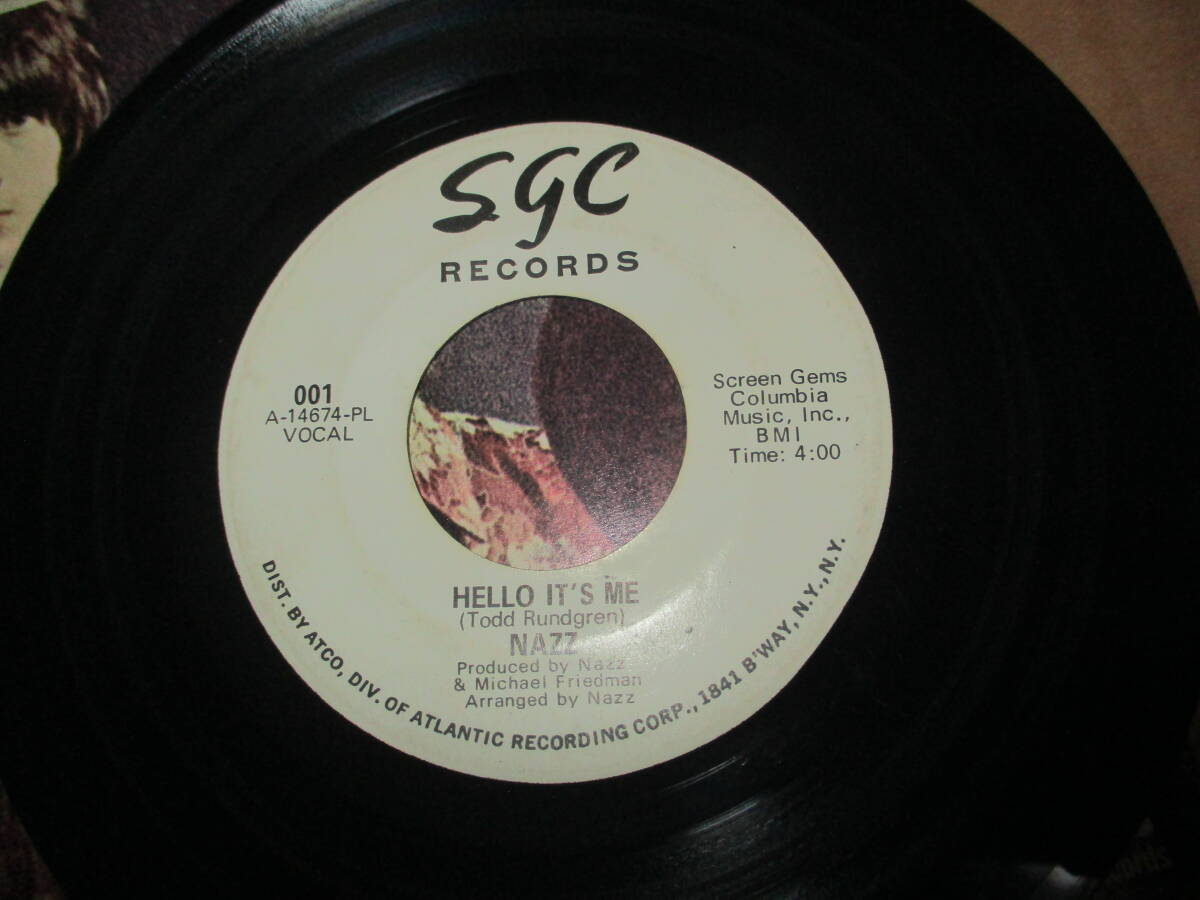 SGC
RECORDS
001
A-14674-PL
VOCAL
Screen Gems
Columbia
Music, Inc.,
BMI
Time: 4:00
HELLO IT'S ME
(Todd Rundgren)
NAZZ
Produced by Nazz
& Michael Friedman
Arranged by Nazz
DIST. BY ATCO, DIV. OF ATLANTIC RECORDING CORP., 1841 B'WAY, N.Y., N.Y.